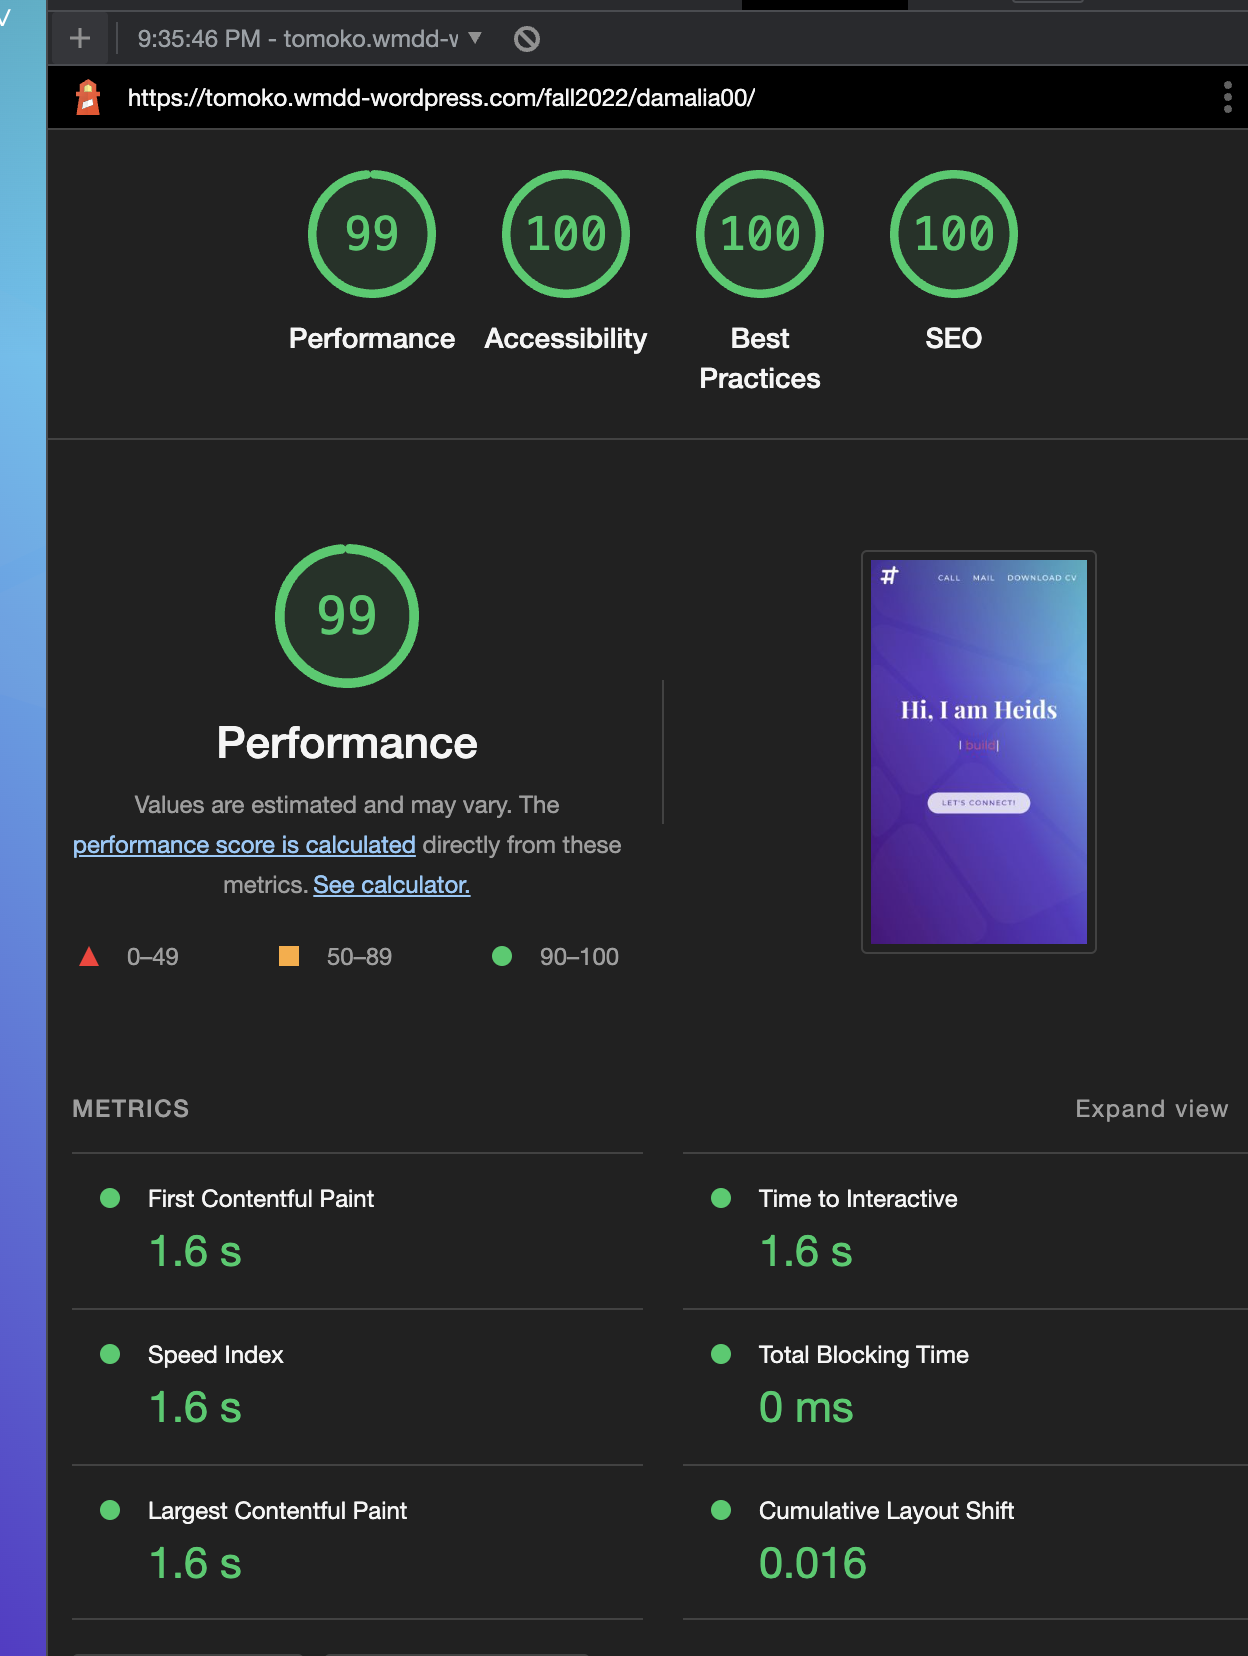 9:35:46 PM - tomoko.wmdd-v
https://tomoko.wmdd-wordpress.com/fall2022/damalia00/
99
100
100
100
Performance
Accessibility
Best
Practices
SEO
99
Performance
Values are estimated and may vary. The
performance score is calculated directly from these
metrics. See calculator.
0–49
50–89
90–100
CALL MAIL DOWNLOAD CV
Hi, I am Heids
I build|
LET'S CONNECT!
METRICS
Expand view
First Contentful Paint
1.6 s
Time to Interactive
1.6 s
Speed Index
1.6 s
Total Blocking Time
0 ms
Largest Contentful Paint
1.6 s
Cumulative Layout Shift
0.016